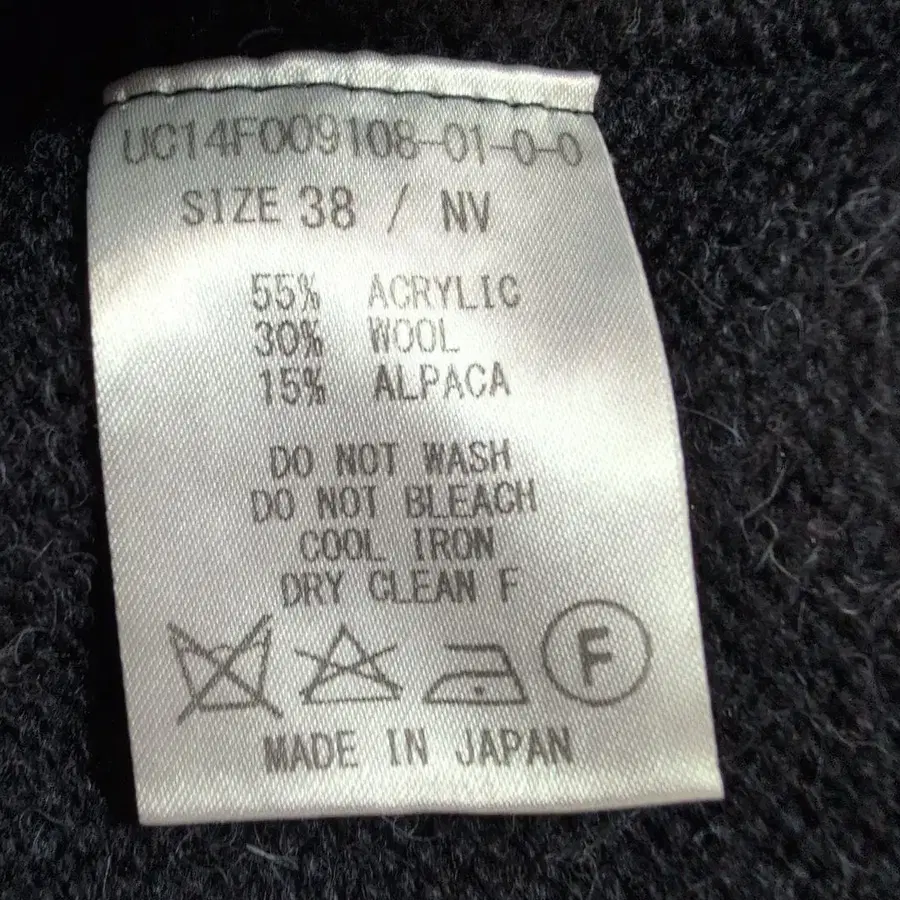 UC14F009108-01-0-0
SIZE 38 / NV
55% ACRYLIC
30% WOOL
15% ALPACA
DO NOT WASH
DO NOT BLEACH
COOL IRON
DRY CLEAN F
F
MADE IN JAPAN